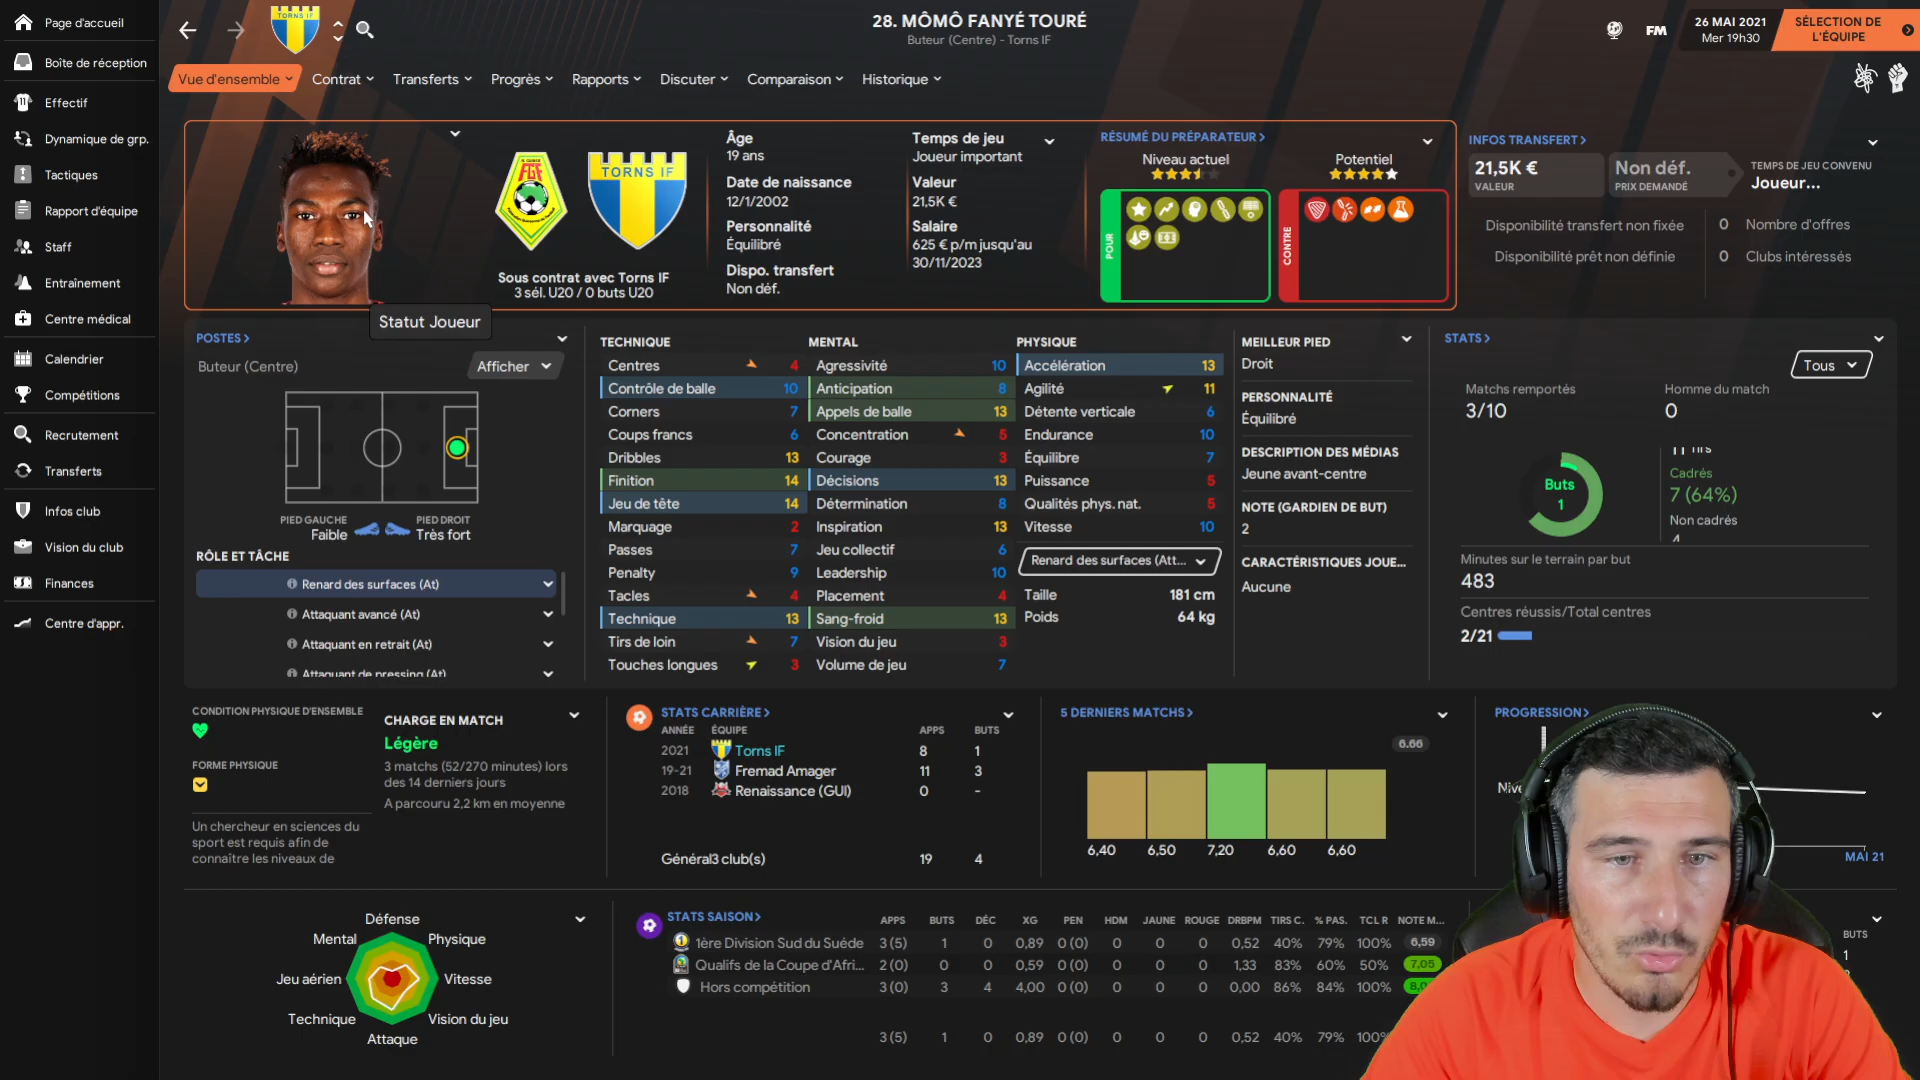 Page d'accueil
Boîte de réception
Effectif
Dynamique de grp.
Tactiques
Rapport d'équipe
Staff
Entraînement
Centre médical
Calendrier
Compétitions
Recrutement
Transferts
Infos club
Vision du club
Finances
Centre d'appr.
TORNS IF
28. MÔMÔ FANYÉ TOURÉ
Buteur (Centre) - Torns IF
FM
26 MAI 2021
Mer 19h30
SÉLECTION DE L'ÉQUIPE
Vue d'ensemble
Contrat
Transferts
Progrès
Rapports
Discuter
Comparaison
Historique
FGF
TORNS IF
Sous contrat avec Torns IF
3 sél. U20 / 0 buts U20
Statut Joueur
Âge
19 ans
Date de naissance
12/1/2002
Personnalité
Équilibré
Dispo. transfert
Non déf.
Temps de jeu
Joueur important
Valeur
21,5K €
Salaire
625 € p/m jusqu'au
30/11/2023
RÉSUMÉ DU PRÉPARATEUR >
Niveau actuel
Potentiel
POUR
CONTRE
INFOS TRANSFERT >
21,5K €
VALEUR
Non déf.
PRIX DEMANDÉ
TEMPS DE JEU CONVENU
Joueur...
Disponibilité transfert non fixée
Disponibilité prêt non définie
0 Nombre d'offres
0 Clubs intéressés
POSTES >
Buteur (Centre)
Afficher
PIED GAUCHE
Faible
PIED DROIT
Très fort
RÔLE ET TÂCHE
Renard des surfaces (At)
Attaquant avancé (At)
Attaquant en retrait (At)
Attaquant de pressing (At)
TECHNIQUE
Centres 4
Contrôle de balle 10
Corners 7
Coups francs 6
Dribbles 13
Finition 14
Jeu de tête 14
Marquage 2
Passes 7
Penalty 9
Tacles 4
Technique 13
Tirs de loin 7
Touches longues 3
MENTAL
Agressivité 10
Anticipation 8
Appels de balle 13
Concentration 5
Courage 3
Décisions 13
Détermination 8
Inspiration 13
Jeu collectif 6
Leadership 10
Placement 4
Sang-froid 13
Vision du jeu 3
Volume de jeu 7
PHYSIQUE
Accélération 13
Agilité 11
Détente verticale 6
Endurance 10
Équilibre 7
Puissance 5
Qualités phys. nat. 5
Vitesse 10
Renard des surfaces (Att...
Taille 181 cm
Poids 64 kg
MEILLEUR PIED
Droit
PERSONNALITÉ
Équilibré
DESCRIPTION DES MÉDIAS
Jeune avant-centre
NOTE (GARDIEN DE BUT)
2
CARACTÉRISTIQUES JOUE...
Aucune
STATS >
Tous
Matchs remportés
3/10
Homme du match
0
Buts
1
Cadrés
7 (64%)
Non cadrés
Minutes sur le terrain par but
483
Centres réussis/Total centres
2/21
CONDITION PHYSIQUE D'ENSEMBLE
FORME PHYSIQUE
Un chercheur en sciences du
sport est requis afin de
connaître les niveaux de
CHARGE EN MATCH
Légère
3 matchs (52/270 minutes) lors
des 14 derniers jours
A parcouru 2,2 km en moyenne
STATS CARRIÈRE >
ANNÉE ÉQUIPE APPS BUTS
2021 Torns IF 8 1
19-21 Fremad Amager 11 3
2018 Renaissance (GUI) 0 -
Général 3 club(s) 19 4
5 DERNIERS MATCHS >
6.66
6,40 6,50 7,20 6,60 6,60
PROGRESSION >
MAI 21
Défense
Physique
Vitesse
Vision du jeu
Attaque
Technique
Jeu aérien
Mental
STATS SAISON >
APPS BUTS DÉC XG PEN HDM JAUNE ROUGE DRBPM TIRS C. % PAS. TCL R NOTE M...
1ère Division Sud du Suéde 3 (5) 1 0 0,89 0 (0) 0 0 0 0,52 40% 79% 100% 6,59
Qualifs de la Coupe d'Afri... 2 (0) 0 0 0,59 0 (0) 0 0 0 1,33 83% 60% 50% 7,05
Hors compétition 3 (0) 3 4 4,00 0 (0) 0 0 0 0,00 86% 84% 100%
3 (5) 1 0 0,89 0 (0) 0 0 0 0,52 40% 79% 100%
BUTS
1